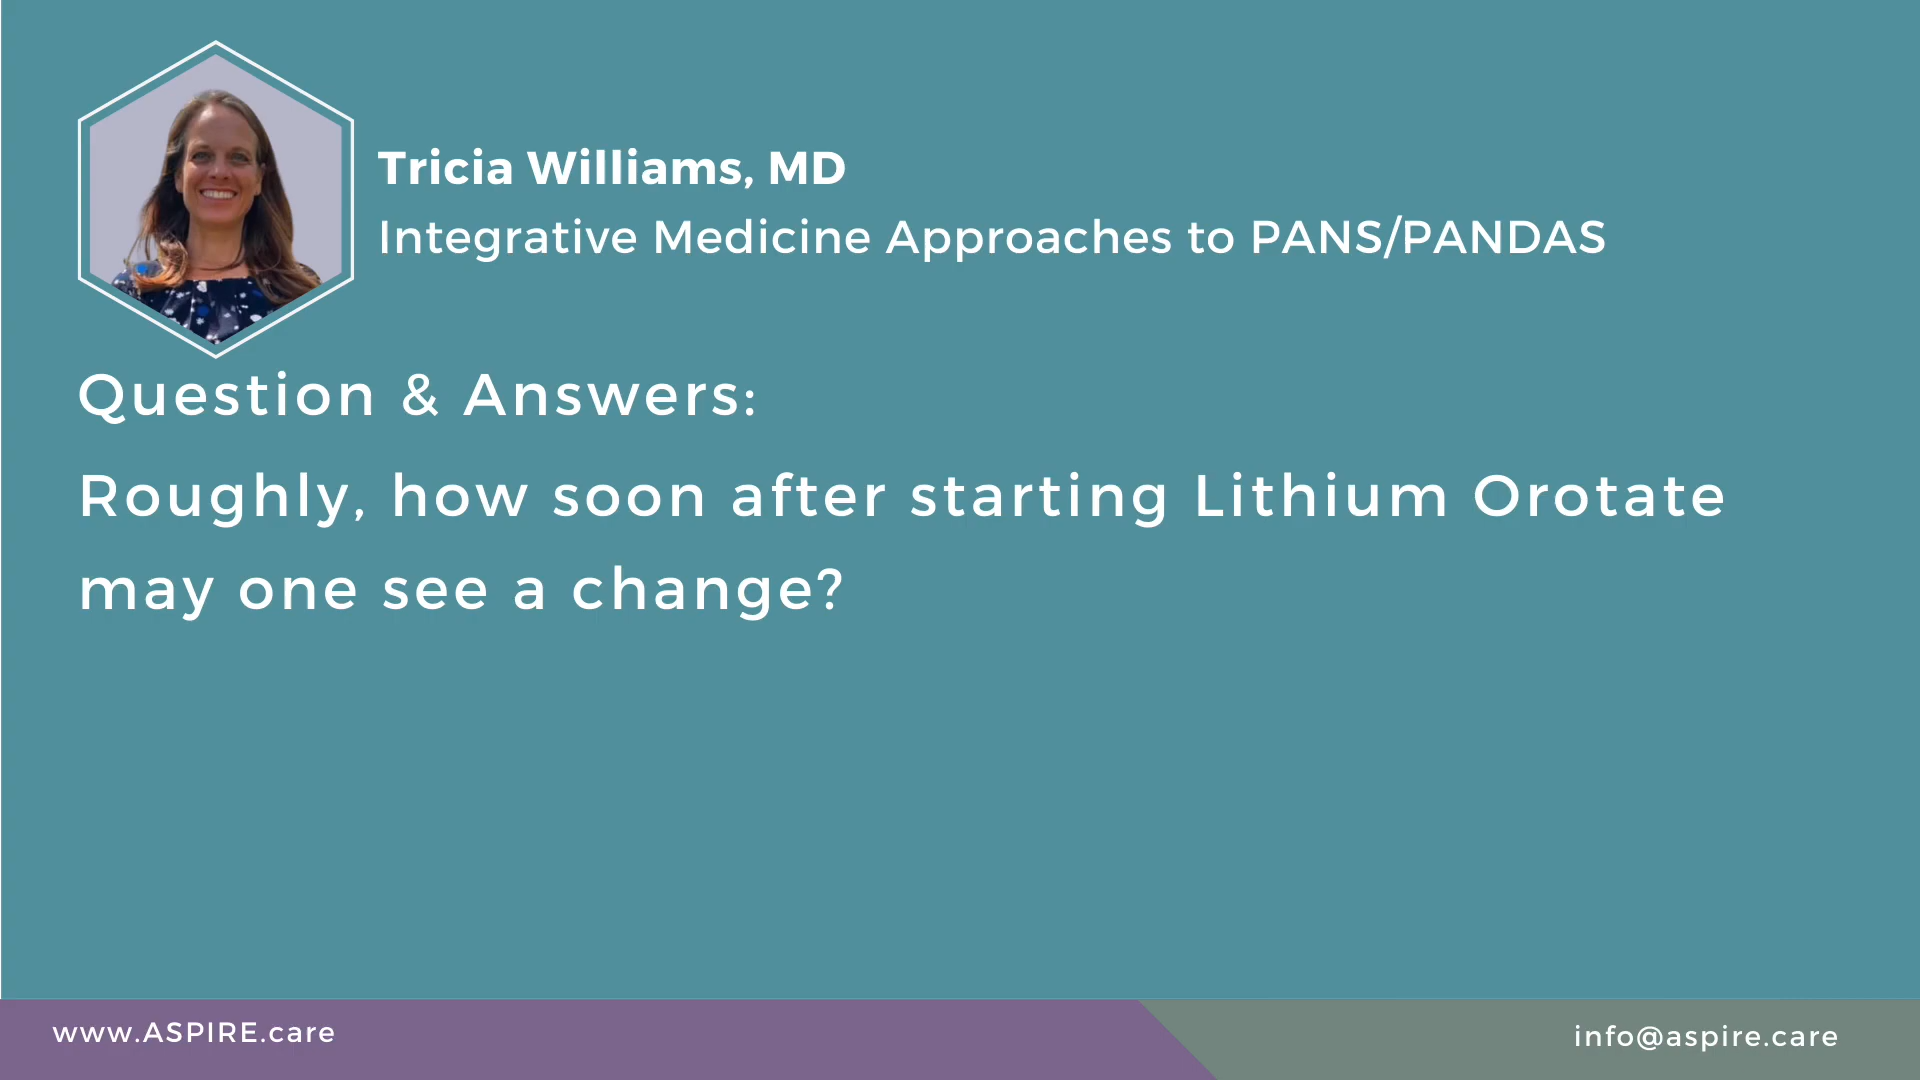 Tricia Williams, MD
Integrative Medicine Approaches to PANS/PANDAS
Question & Answers:
Roughly, how soon after starting Lithium Orotate
may one see a change?
www.ASPIRE.care
info@aspire.care